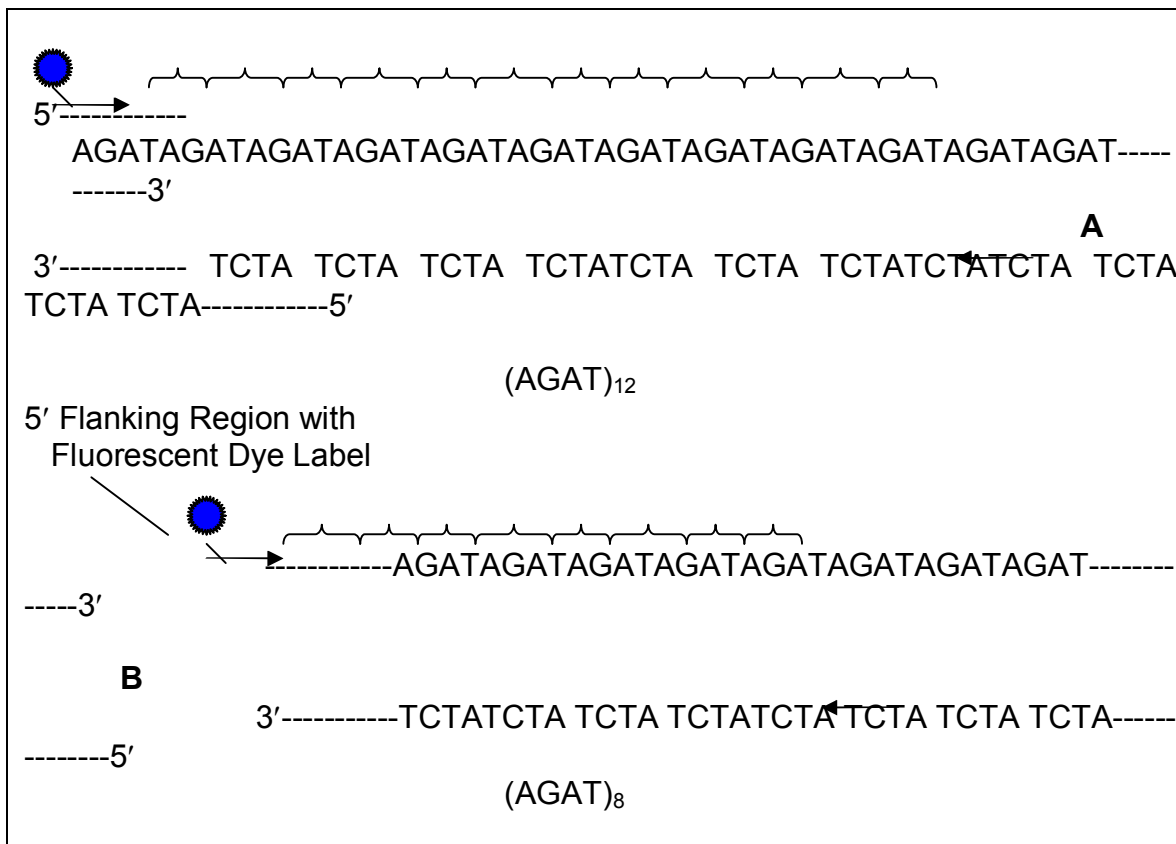 5′------------
AGATAGATAGATAGATAGATAGATAGATAGATAGATAGATAGATAGAT-----
-------3′
A
3′------------ TCTA TCTA TCTA TCTATCTA TCTA TCTATCTATCTA TCTA
TCTA TCTA------------5′
(AGAT)₁₂
5′ Flanking Region with
Fluorescent Dye Label
------------AGATAGATAGATAGATAGATAGATAGATAGAT--------
-----3′
B
3′-----------TCTATCTA TCTA TCTATCTA TCTA TCTA TCTA------
--------5′
(AGAT)₈